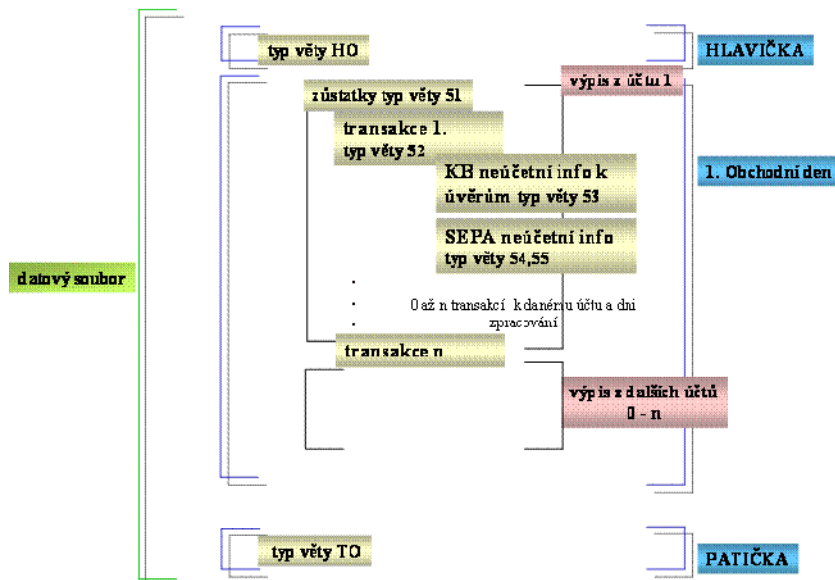 typ věty HO
HLAVIČKA
výpis z účtu 1
zůstatky typ věty 51
transakce 1.
typ věty 52
KB neúčetní info k
úvěrům typ věty 53
1. Obchodní den
SEPA neúčetní info
typ věty 54,55
datový soubor
0 až n transakcí k danému účtu a dni
zpracování
transakce n
výpis z dalších účtů
0 - n
typ věty TO
PATIČKA